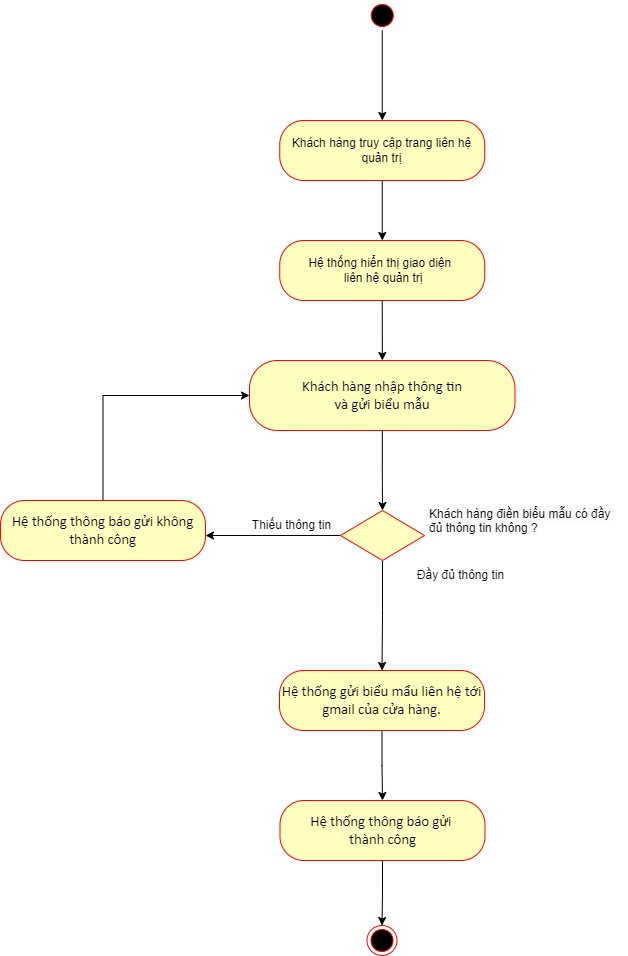 Khách hàng truy cập trang liên hệ
quản trị
Hệ thống hiển thị giao diện
liên hệ quản trị
Khách hàng nhập thông tin
và gửi biểu mẫu
Khách hàng điền biểu mẫu có đầy
đủ thông tin không ?
Thiếu thông tin
Hệ thống thông báo gửi không
thành công
Đầy đủ thông tin
Hệ thống gửi biểu mẩu liên hệ tới
gmail của cửa hàng.
Hệ thống thông báo gửi
thành công